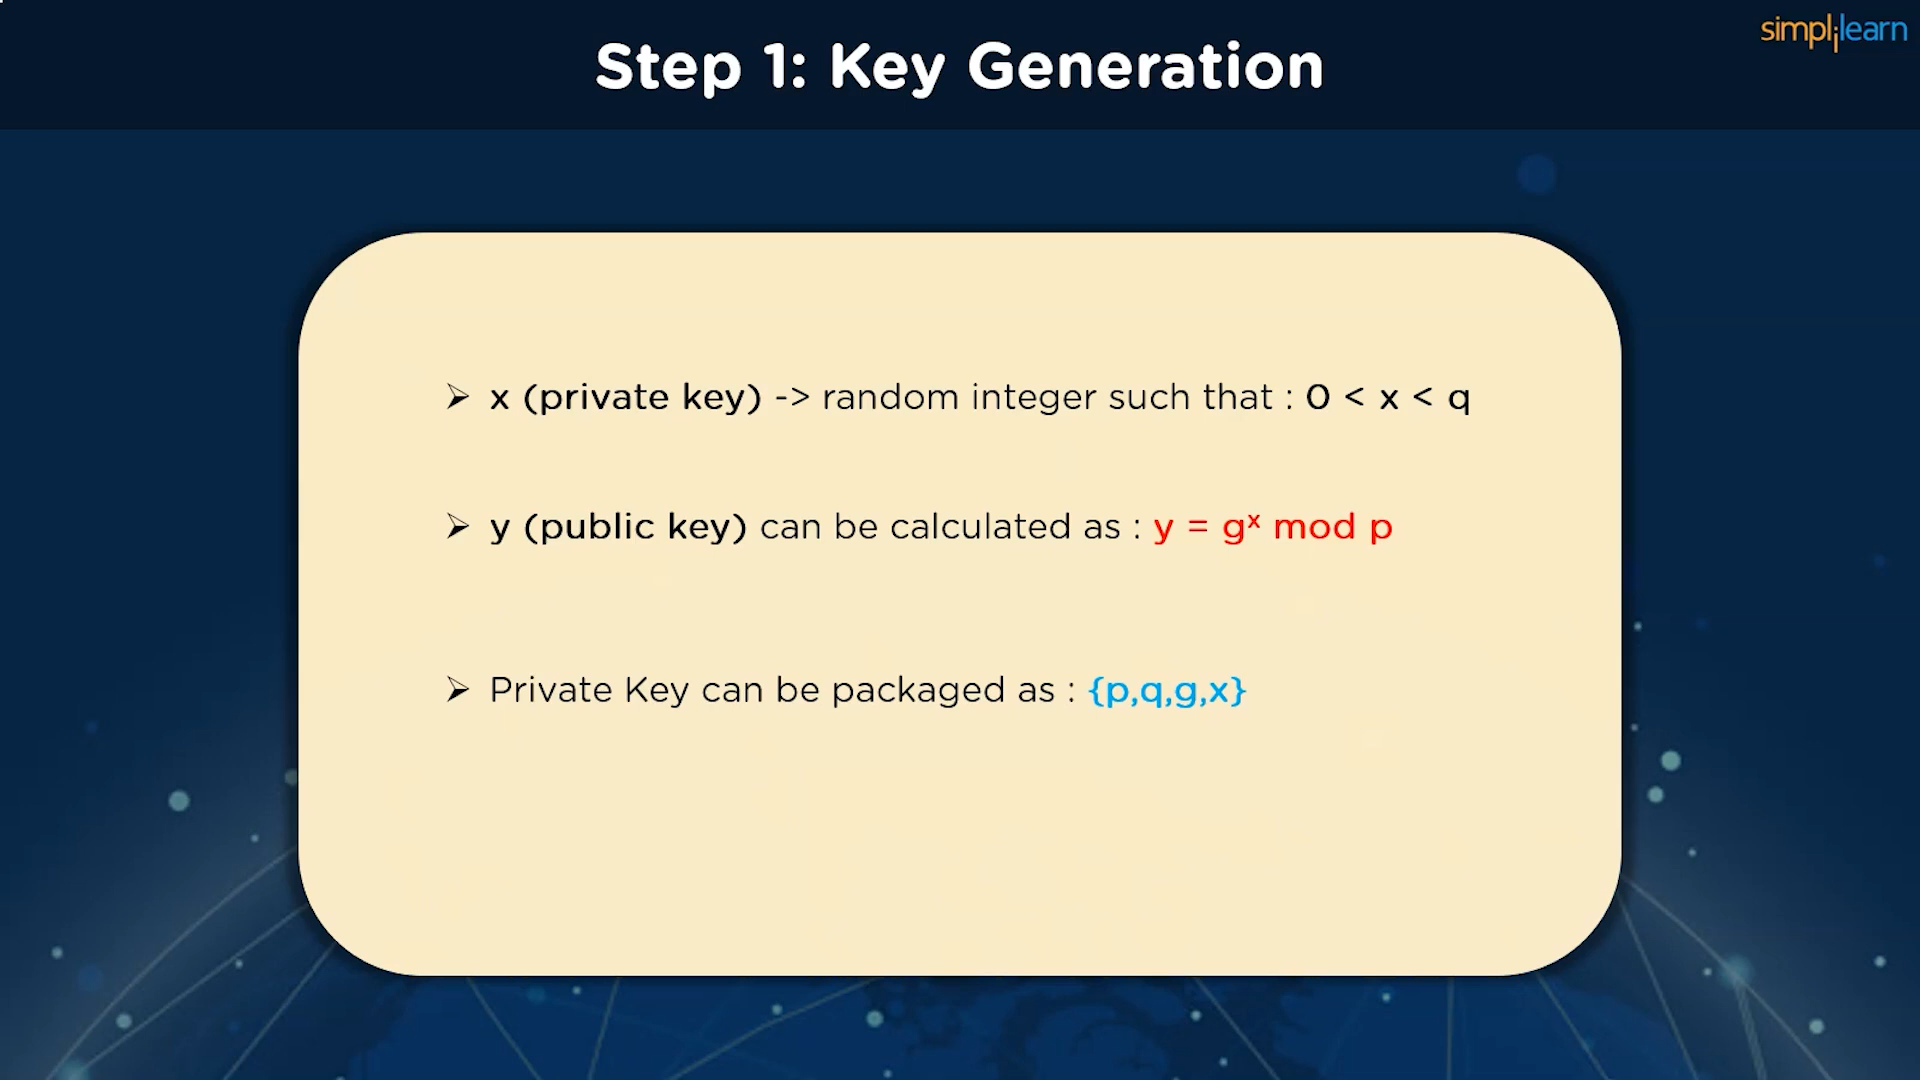 simplilearn
Step 1: Key Generation
➢ x (private key) -> random integer such that : 0 < x < q
➢ y (public key) can be calculated as : y = gˣ mod p
➢ Private Key can be packaged as : {p,q,g,x}